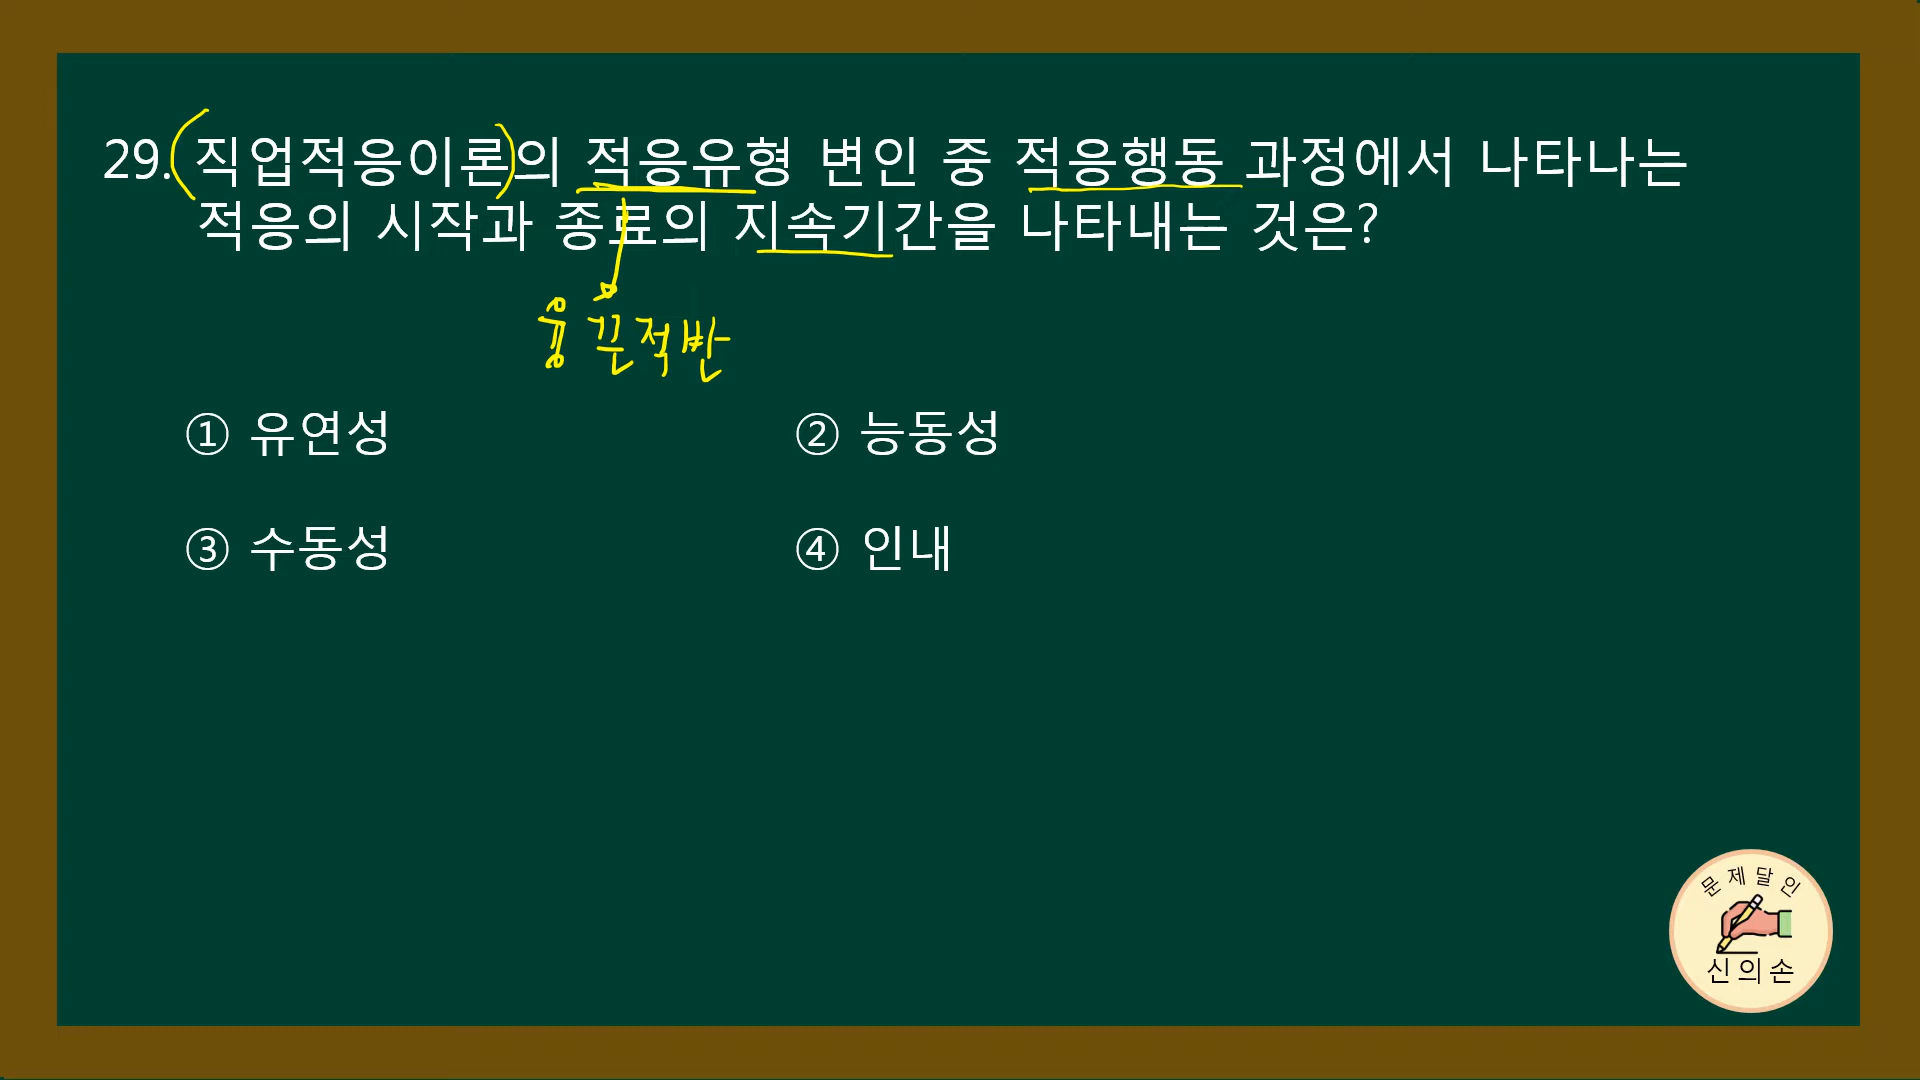 29. 직업적응이론의 적응유형 변인 중 적응행동 과정에서 나타나는
적응의 시작과 종료의 지속기간을 나타내는 것은?
융끈적반
① 유연성
② 능동성
③ 수동성
④ 인내
문제달인
신의손